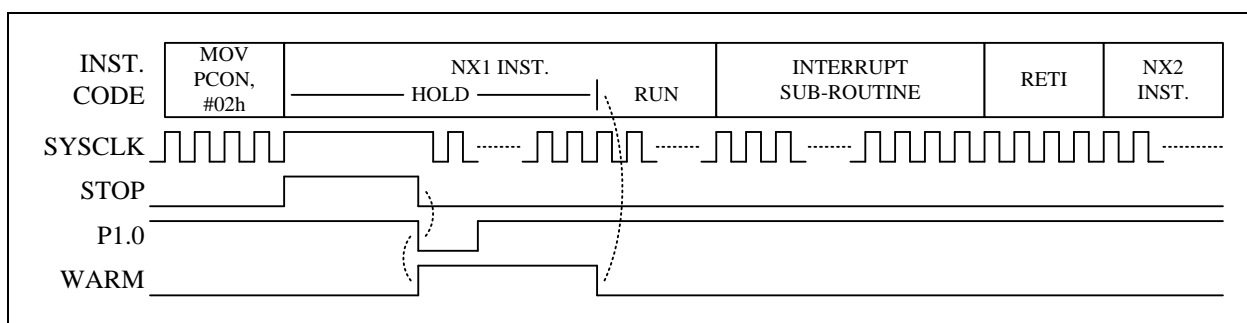 INST.
CODE
MOV
PCON,
#02h
NX1 INST.
HOLD
RUN
INTERRUPT
SUB-ROUTINE
RETI
NX2
INST.
SYSCLK
STOP
P1.0
WARM